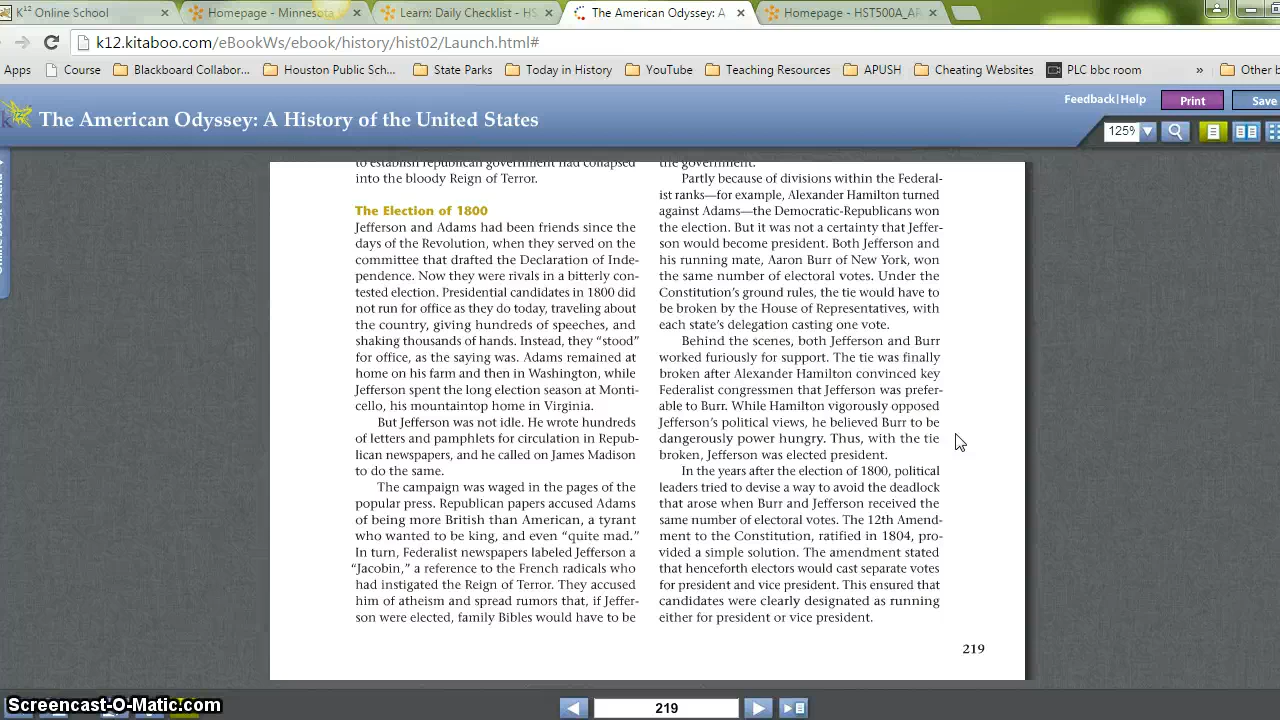 K¹² Online School
Homepage - Minnesota
Learn: Daily Checklist - HS
The American Odyssey: A
Homepage - HST500A_AR
k12.kitaboo.com/eBookWs/ebook/history/hist02/Launch.html#
Apps
Course
Blackboard Collabor...
Houston Public Sch...
State Parks
Today in History
YouTube
Teaching Resources
APUSH
Cheating Websites
PLC bbc room
»
Other b
Feedback|Help
Print
Save
The American Odyssey: A History of the United States
125%
to establish republican government had collapsed
into the bloody Reign of Terror.
The Election of 1800
Jefferson and Adams had been friends since the
days of the Revolution, when they served on the
committee that drafted the Declaration of Inde-
pendence. Now they were rivals in a bitterly con-
tested election. Presidential candidates in 1800 did
not run for office as they do today, traveling about
the country, giving hundreds of speeches, and
shaking thousands of hands. Instead, they “stood”
for office, as the saying was. Adams remained at
home on his farm and then in Washington, while
Jefferson spent the long election season at Monti-
cello, his mountaintop home in Virginia.
But Jefferson was not idle. He wrote hundreds
of letters and pamphlets for circulation in Repub-
lican newspapers, and he called on James Madison
to do the same.
The campaign was waged in the pages of the
popular press. Republican papers accused Adams
of being more British than American, a tyrant
who wanted to be king, and even “quite mad.”
In turn, Federalist newspapers labeled Jefferson a
“Jacobin,” a reference to the French radicals who
had instigated the Reign of Terror. They accused
him of atheism and spread rumors that, if Jeffer-
son were elected, family Bibles would have to be
the government.
Partly because of divisions within the Federal-
ist ranks—for example, Alexander Hamilton turned
against Adams—the Democratic-Republicans won
the election. But it was not a certainty that Jeffer-
son would become president. Both Jefferson and
his running mate, Aaron Burr of New York, won
the same number of electoral votes. Under the
Constitution’s ground rules, the tie would have to
be broken by the House of Representatives, with
each state’s delegation casting one vote.
Behind the scenes, both Jefferson and Burr
worked furiously for support. The tie was finally
broken after Alexander Hamilton convinced key
Federalist congressmen that Jefferson was prefer-
able to Burr. While Hamilton vigorously opposed
Jefferson’s political views, he believed Burr to be
dangerously power hungry. Thus, with the tie
broken, Jefferson was elected president.
In the years after the election of 1800, political
leaders tried to devise a way to avoid the deadlock
that arose when Burr and Jefferson received the
same number of electoral votes. The 12th Amend-
ment to the Constitution, ratified in 1804, pro-
vided a simple solution. The amendment stated
that henceforth electors would cast separate votes
for president and vice president. This ensured that
candidates were clearly designated as running
either for president or vice president.
219
Screencast-O-Matic.com
219